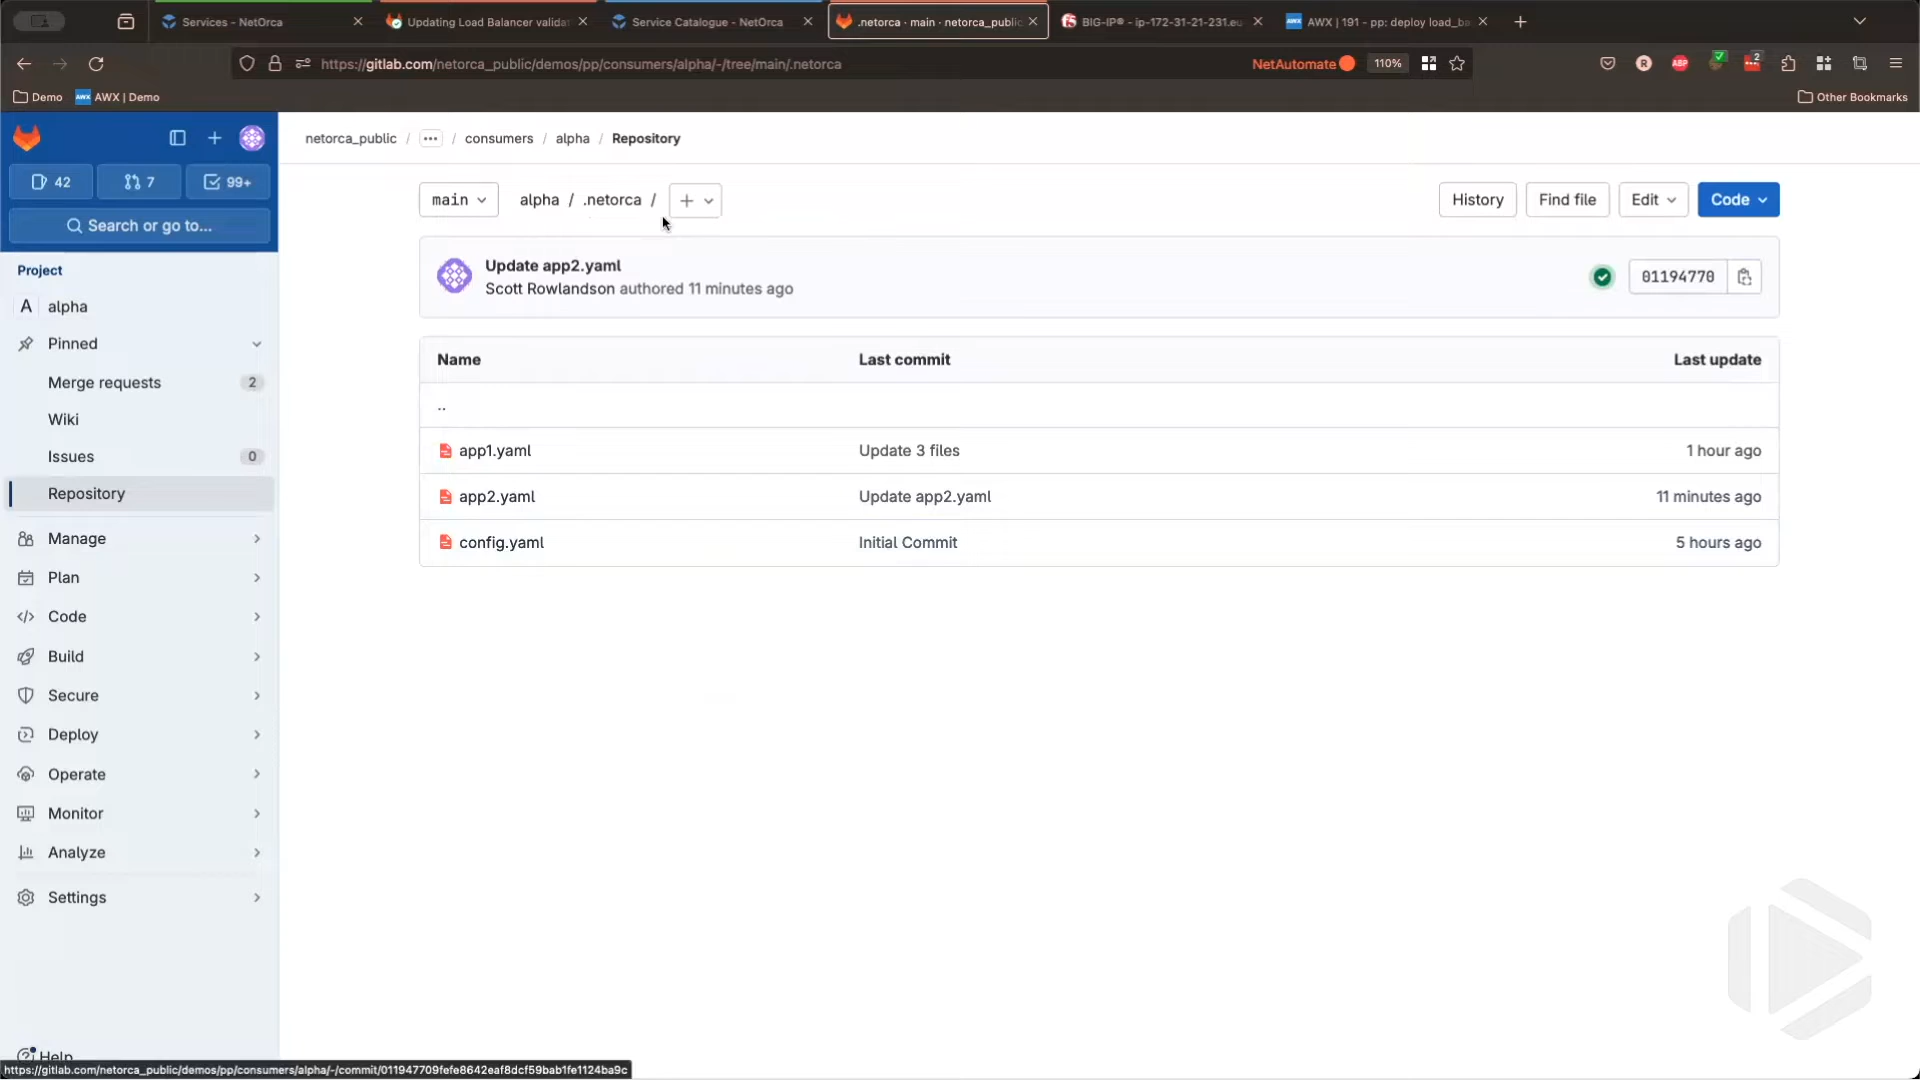 Services - NetOrca
Updating Load Balancer validat
Service Catalogue - NetOrca
.netorca · main · netorca_public
BIG-IP® - ip-172-31-21-231.eu
AWX | 191 - pp: deploy load_ba
https://gitlab.com/netorca_public/demos/pp/consumers/alpha/-/tree/main/.netorca
NetAutomate
110%
2
Demo
AWX | Demo
Other Bookmarks
netorca_public / ... / consumers / alpha / Repository
42
7
99+
Search or go to...
main
alpha / .netorca /
History
Find file
Edit
Code
Project
A alpha
Pinned
Merge requests 2
Wiki
Issues 0
Repository
Manage
Plan
Code
Build
Secure
Deploy
Operate
Monitor
Analyze
Settings
Help
Update app2.yaml
Scott Rowlandson authored 11 minutes ago
01194770
Name Last commit Last update
..
app1.yaml Update 3 files 1 hour ago
app2.yaml Update app2.yaml 11 minutes ago
config.yaml Initial Commit 5 hours ago
https://gitlab.com/netorca_public/demos/pp/consumers/alpha/-/commit/011947709fefe8642eaf8dcf59bab1fe1124ba9c